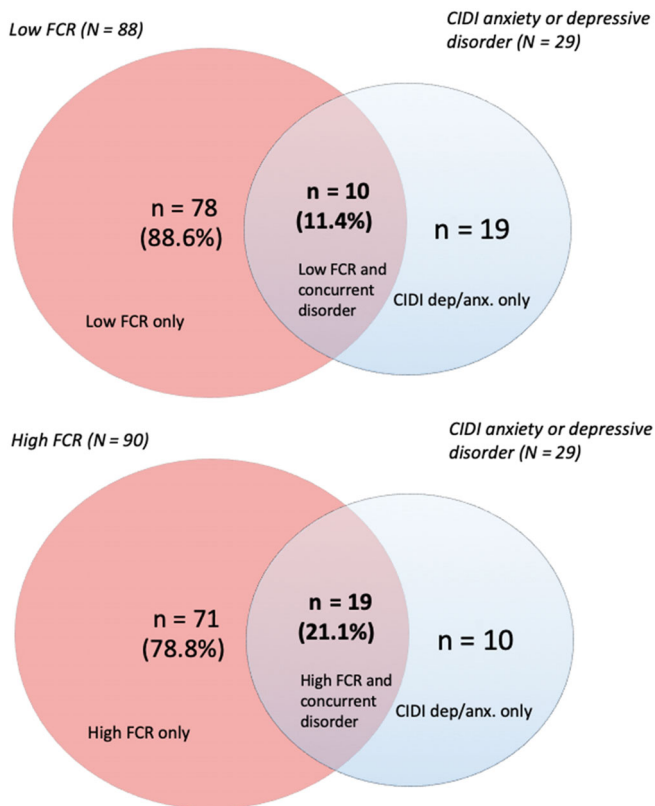 Low FCR (N = 88)
CIDI anxiety or depressive
disorder (N = 29)
n = 78
(88.6%)
n = 10
(11.4%)
n = 19
Low FCR and
concurrent
disorder
CIDI dep/anx. only
Low FCR only
High FCR (N = 90)
CIDI anxiety or depressive
disorder (N = 29)
n = 71
(78.8%)
n = 19
(21.1%)
n = 10
High FCR and
concurrent
disorder
CIDI dep/anx. only
High FCR only